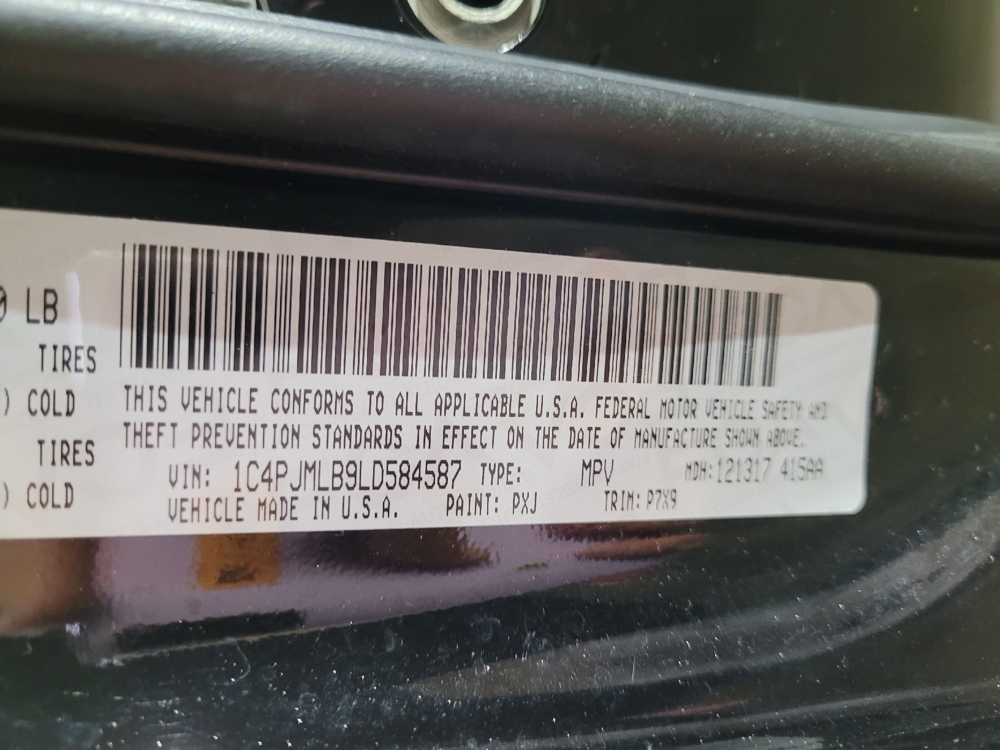 0 LB
TIRES
) COLD
TIRES
) COLD
THIS VEHICLE CONFORMS TO ALL APPLICABLE U.S.A. FEDERAL MOTOR VEHICLE SAFETY AND
THEFT PREVENTION STANDARDS IN EFFECT ON THE DATE OF MANUFACTURE SHOWN ABOVE.
VIN: 1C4PJMLB9LD584587 TYPE: MPV MDH:121317 415AA
VEHICLE MADE IN U.S.A. PAINT: PXJ TRIM: P7X9